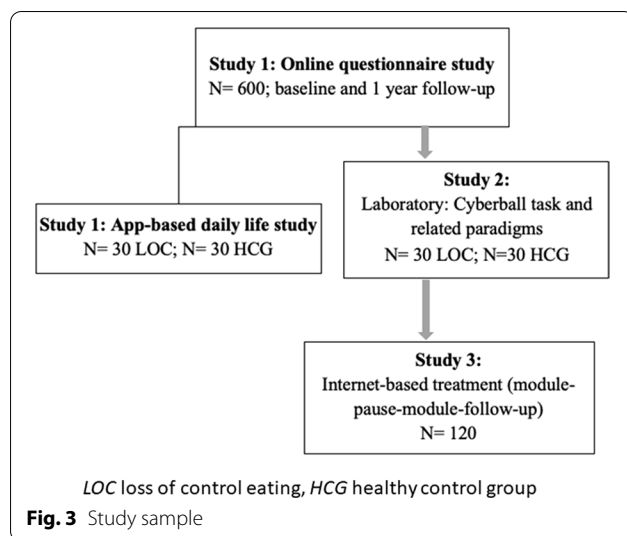 Study 1: Online questionnaire study
N= 600; baseline and 1 year follow-up
Study 1: App-based daily life study
N= 30 LOC; N= 30 HCG
Study 2:
Laboratory: Cyberball task and
related paradigms
N= 30 LOC; N=30 HCG
Study 3:
Internet-based treatment (module-
pause-module-follow-up)
N= 120
LOC loss of control eating, HCG healthy control group
Fig. 3 Study sample